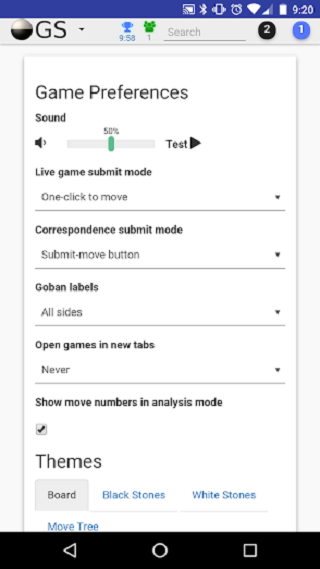 9:20
GS
9:58
1
Search
2
1
Game Preferences
Sound
50%
Test
Live game submit mode
One-click to move
Correspondence submit mode
Submit-move button
Goban labels
All sides
Open games in new tabs
Never
Show move numbers in analysis mode
Themes
Board Black Stones White Stones
Move Tree